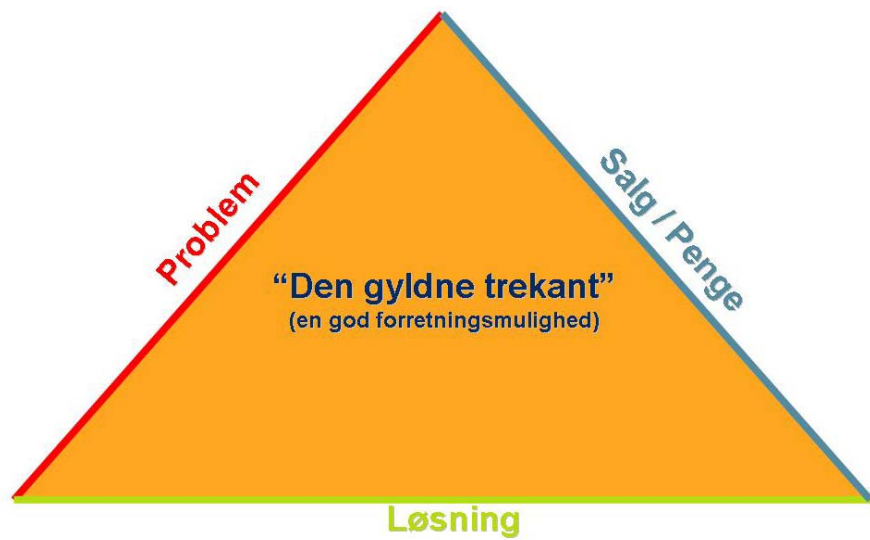 Problem
Salg / Penge
“Den gyldne trekant”
(en god forretningsmulighed)
Løsning